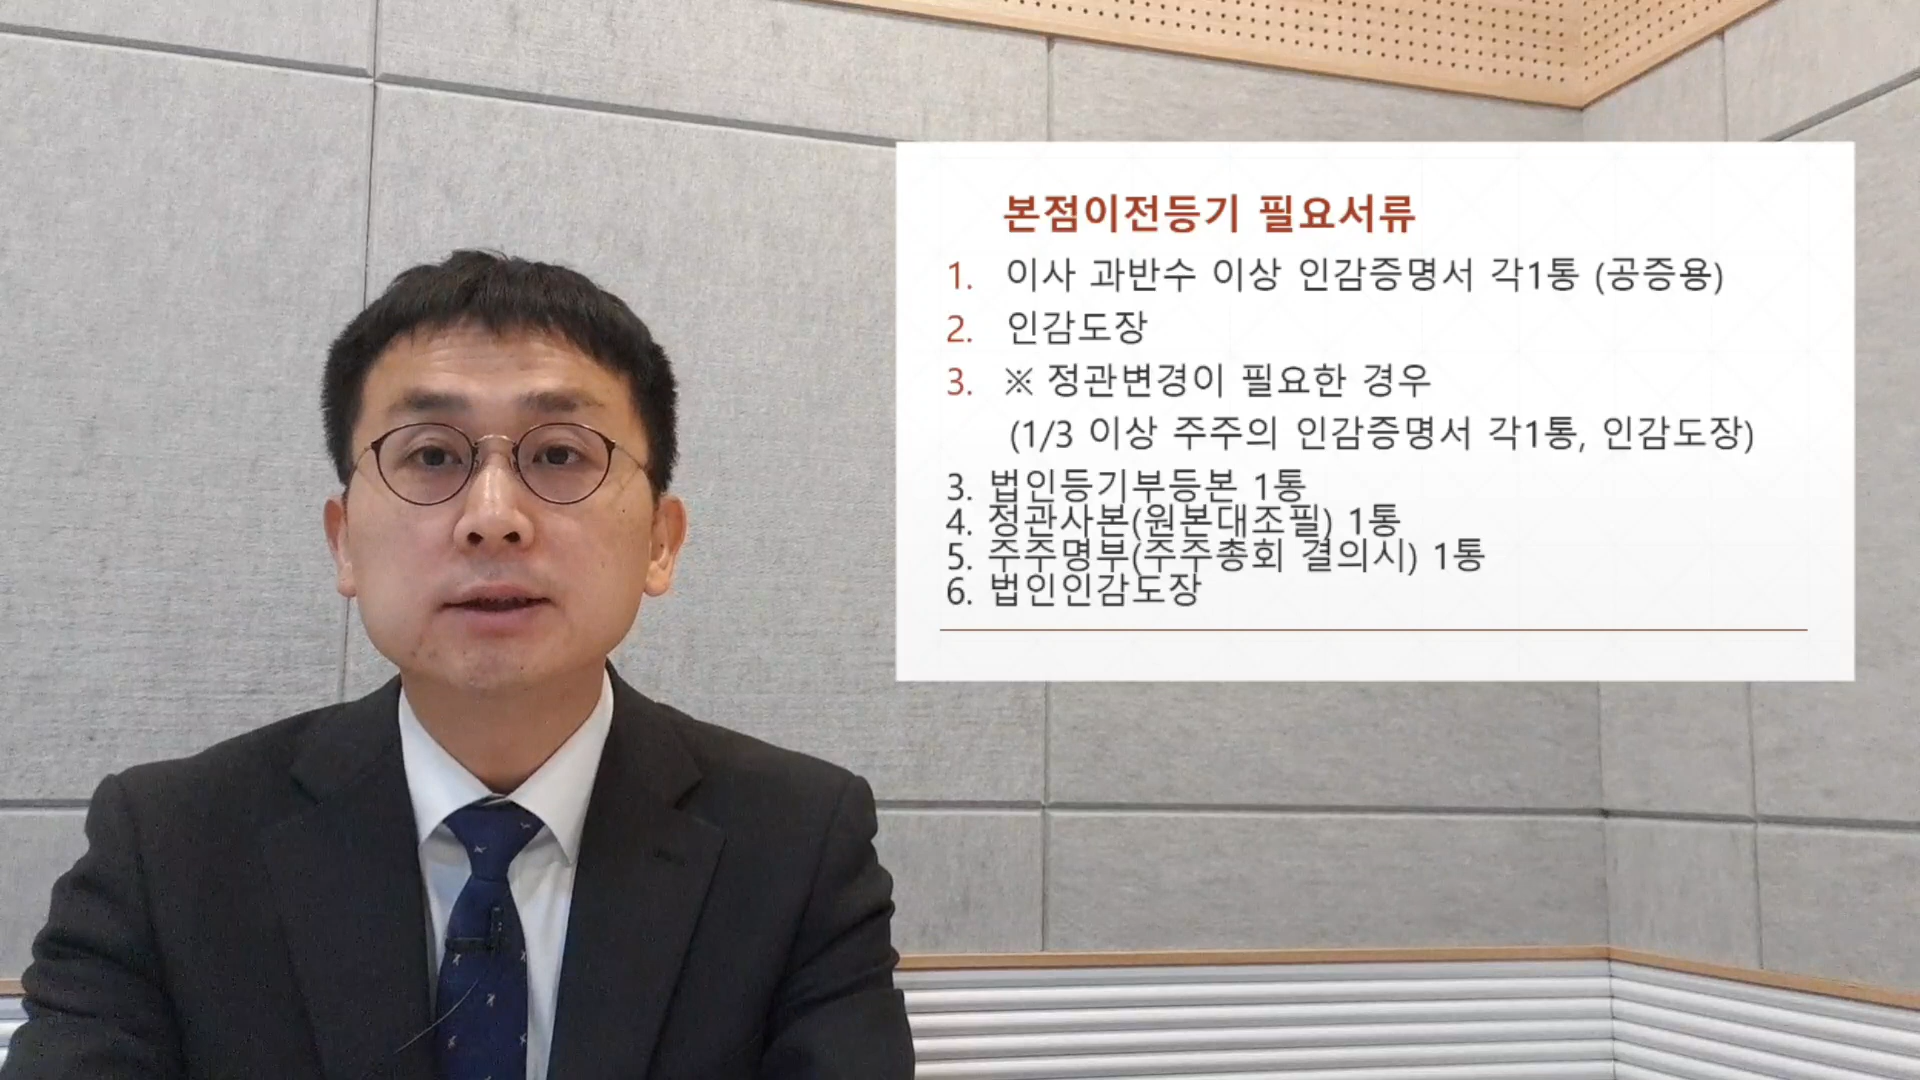 본점이전등기 필요서류
1. 이사 과반수 이상 인감증명서 각1통 (공증용)
2. 인감도장
3. ※ 정관변경이 필요한 경우
(1/3 이상 주주의 인감증명서 각1통, 인감도장)
3. 법인등기부등본 1통
4. 정관사본(원본대조필) 1통
5. 주주명부(주주총회 결의시) 1통
6. 법인인감도장